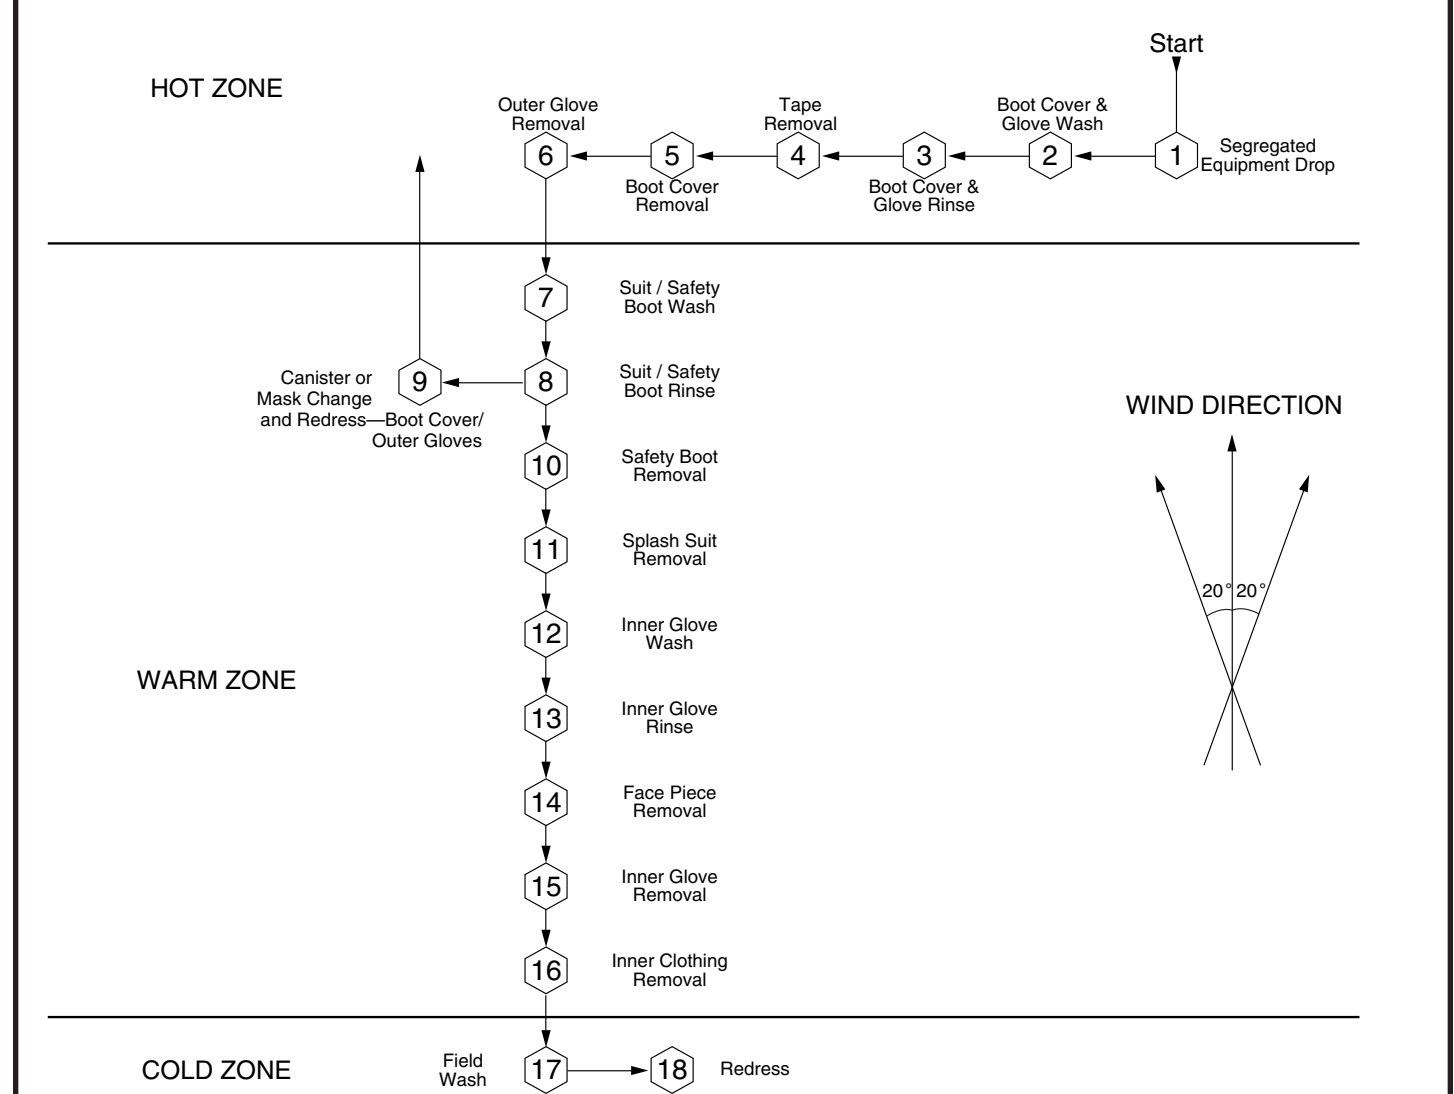 Start
HOT ZONE
Outer Glove
Removal
Tape
Removal
Boot Cover &
Glove Wash
6
5
4
3
2
1
Segregated
Equipment Drop
Boot Cover
Removal
Boot Cover &
Glove Rinse
7
Suit / Safety
Boot Wash
Canister or
Mask Change
and Redress—Boot Cover/
Outer Gloves
9
8
Suit / Safety
Boot Rinse
WIND DIRECTION
20° 20°
10
Safety Boot
Removal
11
Splash Suit
Removal
12
Inner Glove
Wash
WARM ZONE
13
Inner Glove
Rinse
14
Face Piece
Removal
15
Inner Glove
Removal
16
Inner Clothing
Removal
COLD ZONE
Field
Wash
17
18
Redress